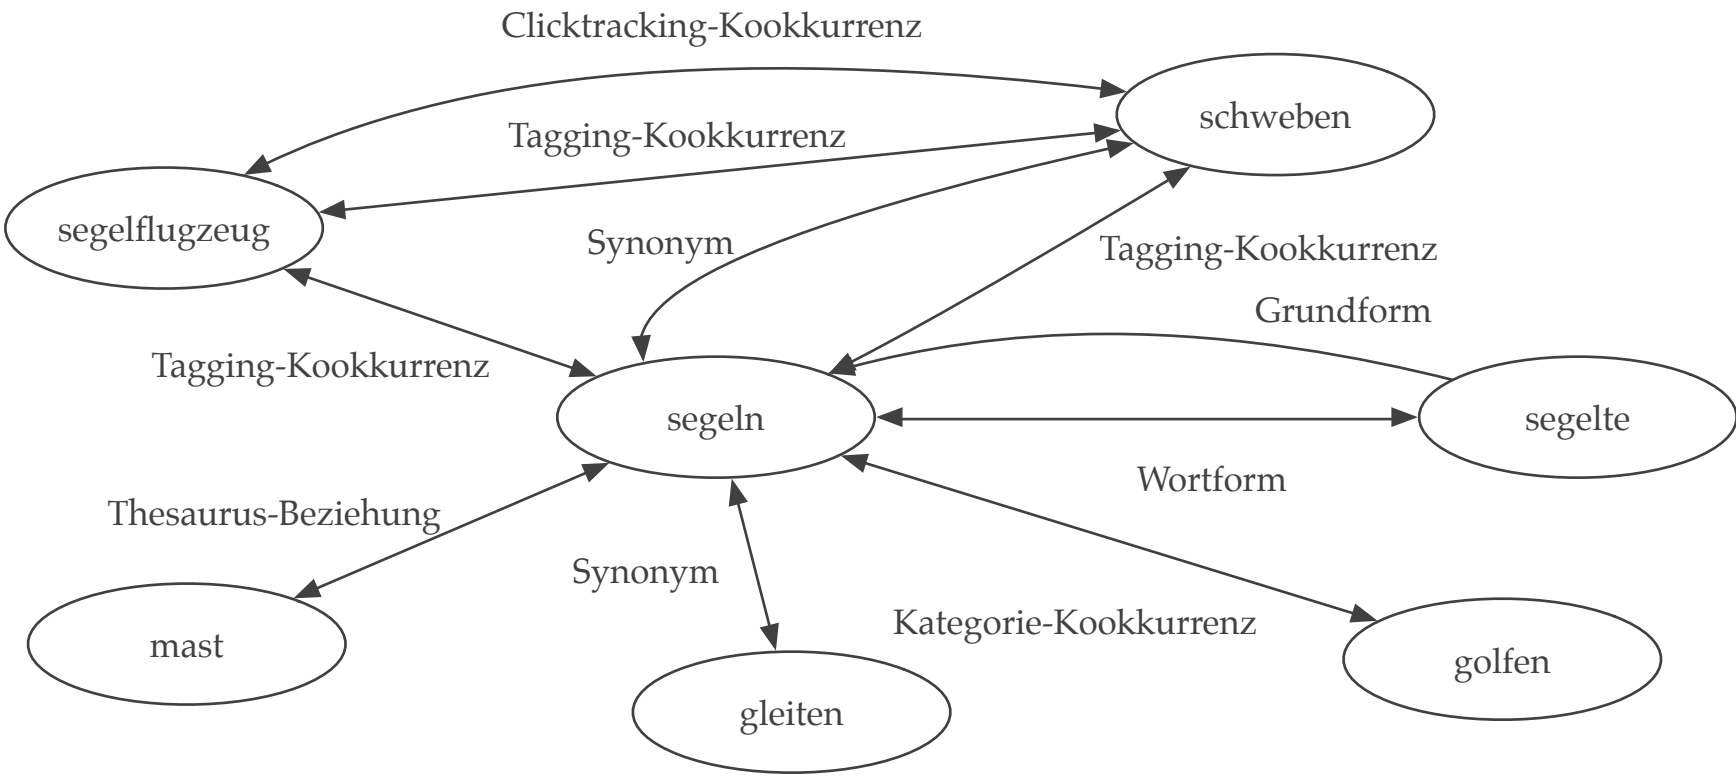 Clicktracking-Kookkurrenz
schweben
Tagging-Kookkurrenz
segelflugzeug
Synonym
Tagging-Kookkurrenz
Grundform
Tagging-Kookkurrenz
segeln
segelte
Wortform
Thesaurus-Beziehung
Synonym
Kategorie-Kookkurrenz
mast
golfen
gleiten